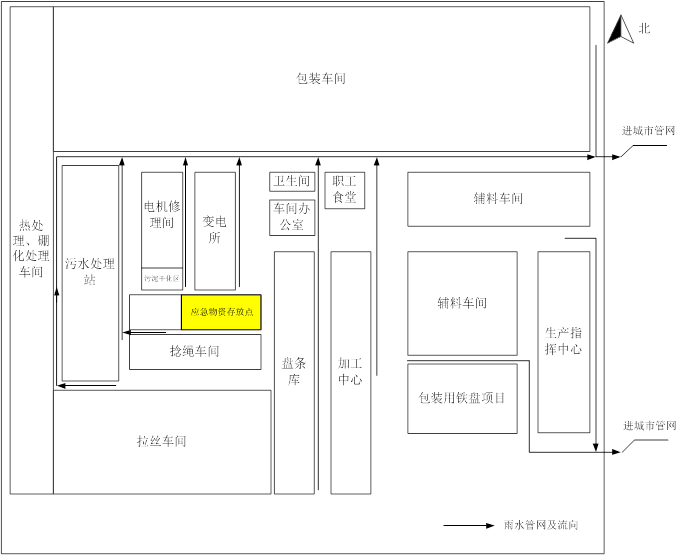 北
包装车间
进城市管网
卫生间
职工
食堂
电机修
理间
变电
所
车间办
公室
辅料车间
热处
理、硼
化处理
车间
污水处理
站
污泥干化区
应急物资存放点
辅料车间
生产指
挥中心
捻绳车间
盘条
库
加工
中心
包装用铁盘项目
拉丝车间
进城市管网
雨水管网及流向